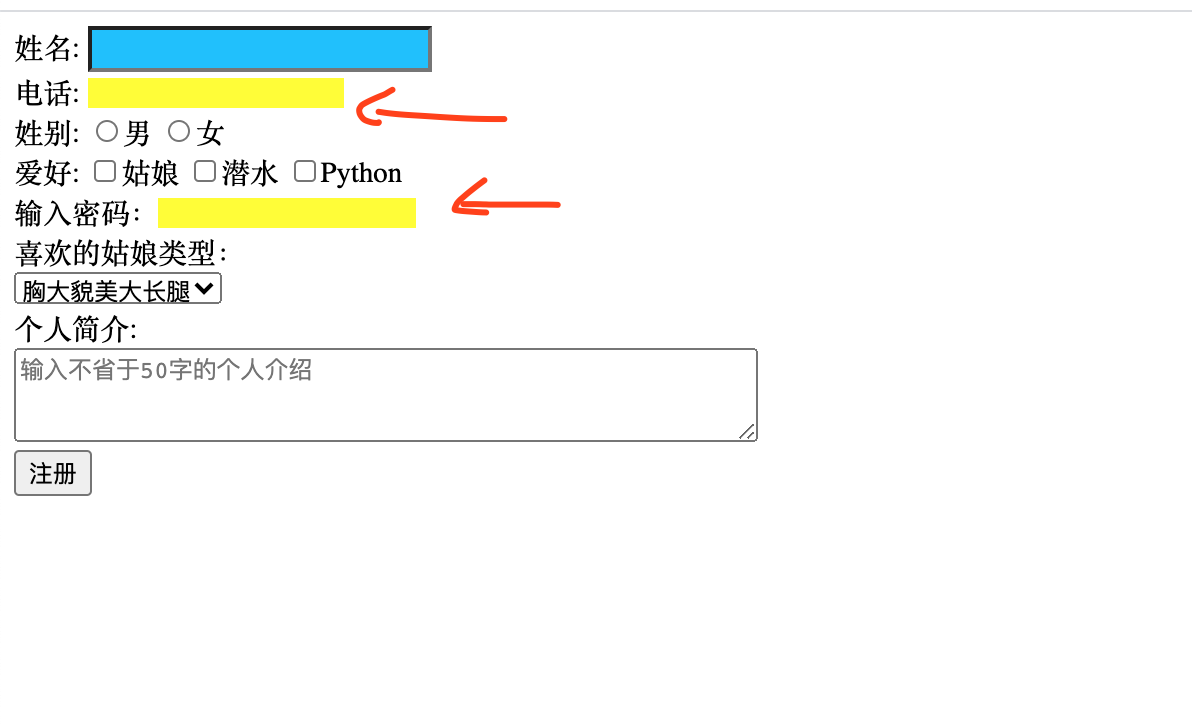 姓名:
电话:
姓别: 男 女
爱好: 姑娘 潜水 Python
输入密码：
喜欢的姑娘类型：
胸大貌美大长腿
个人简介:
输入不省于50字的个人介绍
注册